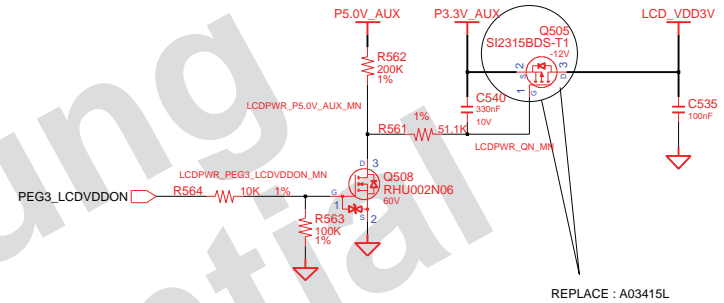 P5.0V_AUX
P3.3V_AUX
LCD_VDD3V
Q505
SI2315BDS-T1
-12V
R562
200K
1%
2
S
D
3
1
G
LCDPWR_P5.0V_AUX_MN
C540
330nF
10V
C535
100nF
1%
R561
51.1K
LCDPWR_QN_MN
D
3
LCDPWR_PEG3_LCDVDDON_MN
Q508
RHU002N06
60V
PEG3_LCDVDDON
R564
10K
1%
G
1
S
2
R563
100K
1%
REPLACE : A03415L
ung
ential